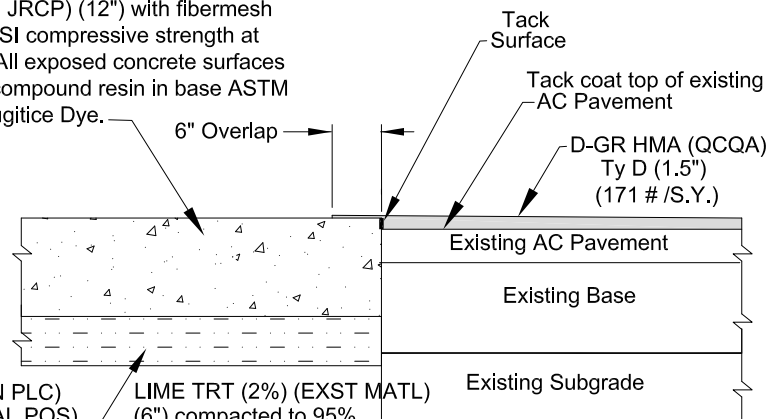 JRCP) (12") with fibermesh
SI compressive strength at
All exposed concrete surfaces
compound resin in base ASTM
ugitice Dye.
6" Overlap
Tack
Surface
Tack coat top of existing
AC Pavement
D-GR HMA (QCQA)
Ty D (1.5")
(171 # /S.Y.)
Existing AC Pavement
Existing Base
Existing Subgrade
N PLC)
AL POS)
LIME TRT (2%) (EXST MATL)
(6") compacted to 95%